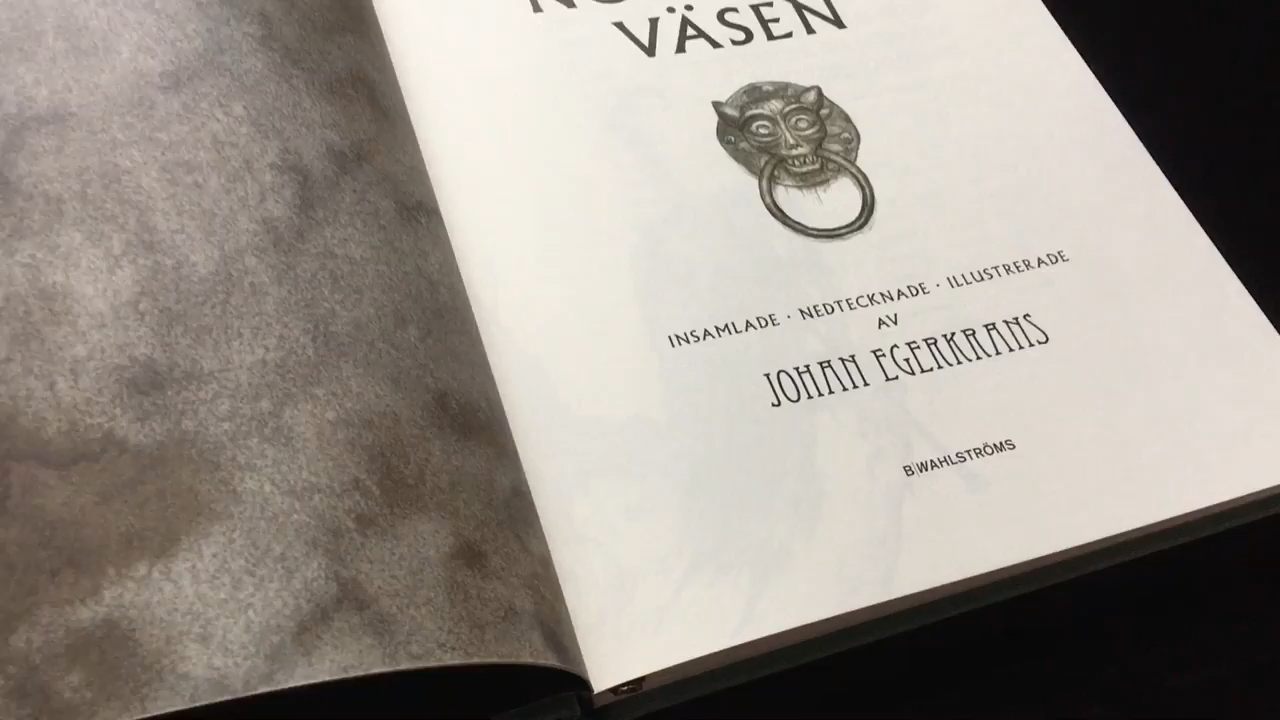 VÄSEN
INSAMLADE · NEDTECKNADE · ILLUSTRERADE
AV
JOHAN EGERKRANS
B WAHLSTRÖMS